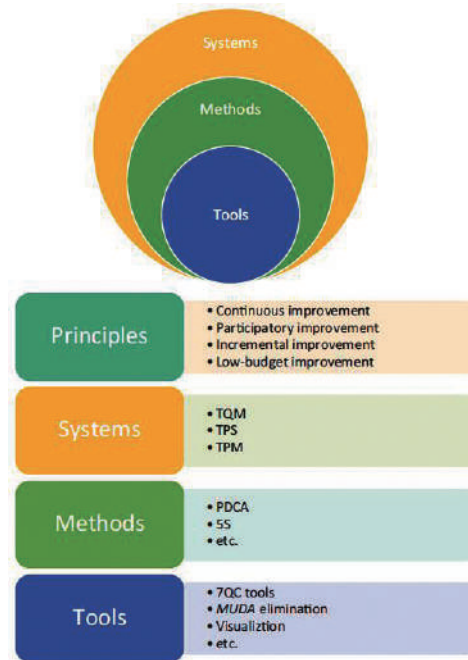 Systems
Methods
Tools
Principles
• Continuous improvement
• Participatory improvement
• Incremental improvement
• Low-budget improvement
Systems
• TQM
• TPS
• TPM
Methods
• PDCA
• 5S
• etc.
Tools
• 7QC tools
• MUDA elimination
• Visualiztion
• etc.